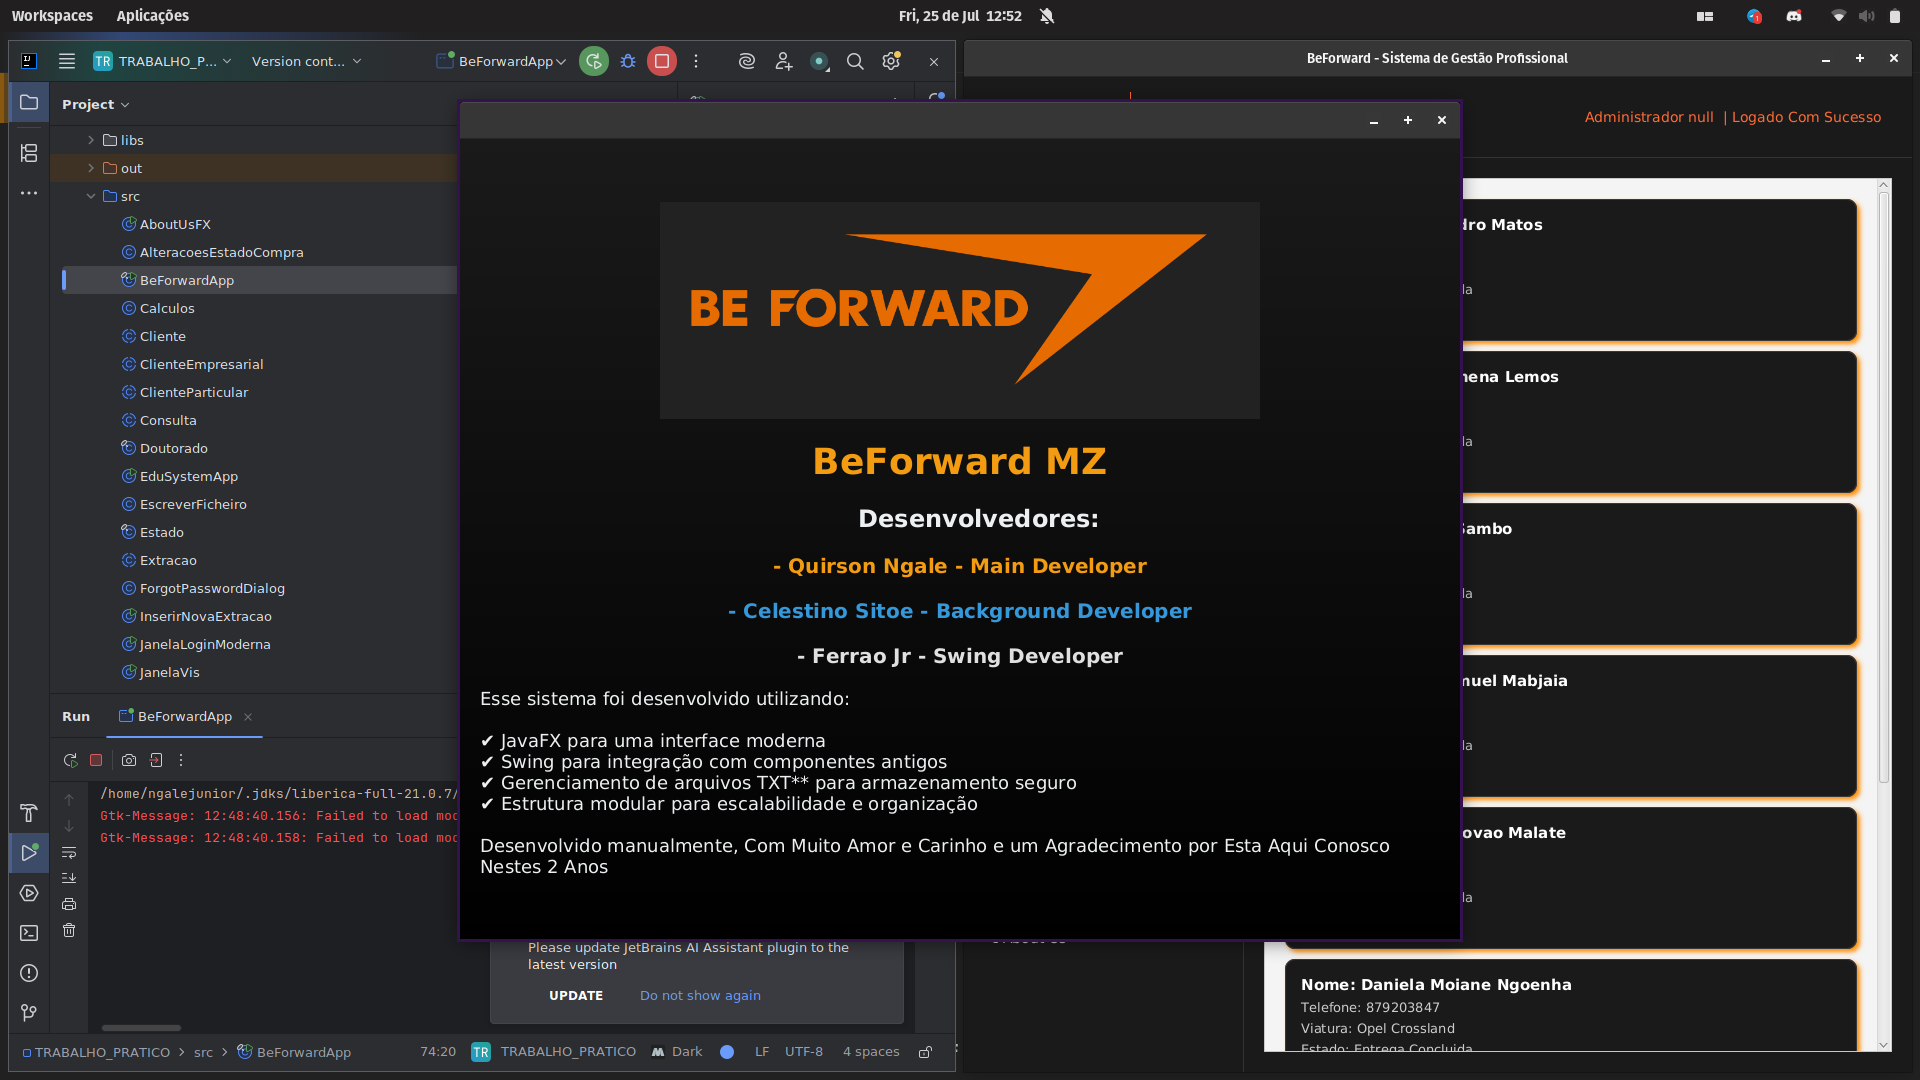 Workspaces Aplicações
Fri, 25 de Jul 12:52
TR TRABALHO_P... Version cont... BeForwardApp
BeForward - Sistema de Gestão Profissional
Project
libs
out
src
AboutUsFX
AlteracoesEstadoCompra
BeForwardApp
Calculos
Cliente
ClienteEmpresarial
ClienteParticular
Consulta
Doutorado
EduSystemApp
EscreverFicheiro
Estado
Extracao
ForgotPasswordDialog
InserirNovaExtracao
JanelaLoginModerna
JanelaVis
Run BeForwardApp
/home/ngalejunior/.jdks/liberica-full-21.0.7/
Gtk-Message: 12:48:40.156: Failed to load mod
Gtk-Message: 12:48:40.158: Failed to load mod
BE FORWARD
BeForward MZ
Desenvolvedores:
- Quirson Ngale - Main Developer
- Celestino Sitoe - Background Developer
- Ferrao Jr - Swing Developer
Esse sistema foi desenvolvido utilizando:
✔ JavaFX para uma interface moderna
✔ Swing para integração com componentes antigos
✔ Gerenciamento de arquivos TXT** para armazenamento seguro
✔ Estrutura modular para escalabilidade e organização
Desenvolvido manualmente, Com Muito Amor e Carinho e um Agradecimento por Esta Aqui Conosco
Nestes 2 Anos
Please update JetBrains AI Assistant plugin to the
latest version
UPDATE Do not show again
TRABALHO_PRATICO > src > BeForwardApp 74:20 TR TRABALHO_PRATICO Dark LF UTF-8 4 spaces
Administrador null | Logado Com Sucesso
dro Matos
da
nena Lemos
da
Sambo
da
nuel Mabjaia
da
ovao Malate
da
Nome: Daniela Moiane Ngoenha
Telefone: 879203847
Viatura: Opel Crossland
Estado: Entrega Concluida